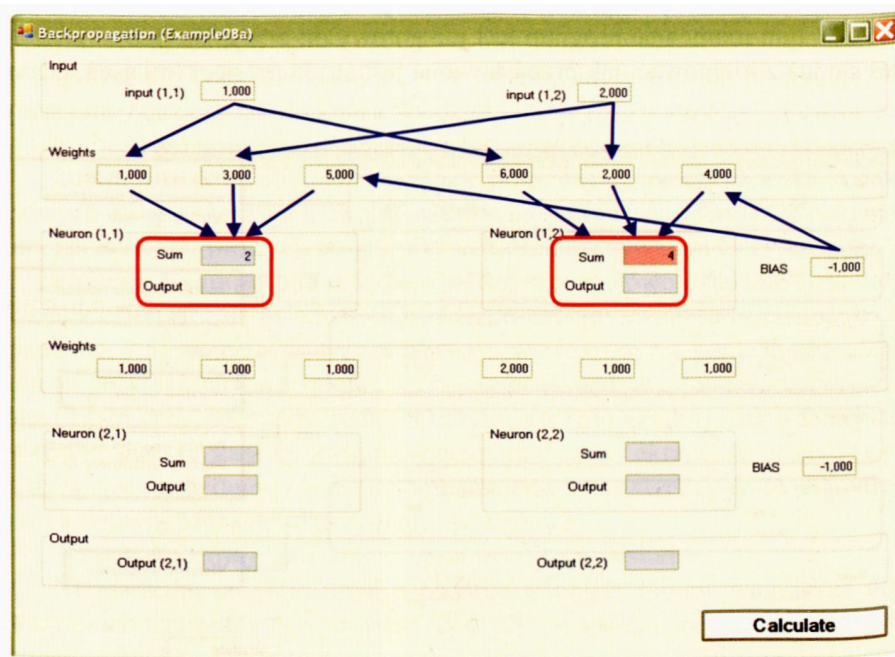 Backpropagation (Example08a)
Input
input (1,1) 1,000 input (1,2) 2,000
Weights
1,000 3,000 5,000 6,000 2,000 4,000
Neuron (1,1) Neuron (1,2)
Sum 2 Sum 4
Output Output BIAS -1,000
Weights
1,000 1,000 1,000 2,000 1,000 1,000
Neuron (2,1) Neuron (2,2)
Sum Sum
Output Output BIAS -1,000
Output
Output (2,1) Output (2,2)
Calculate